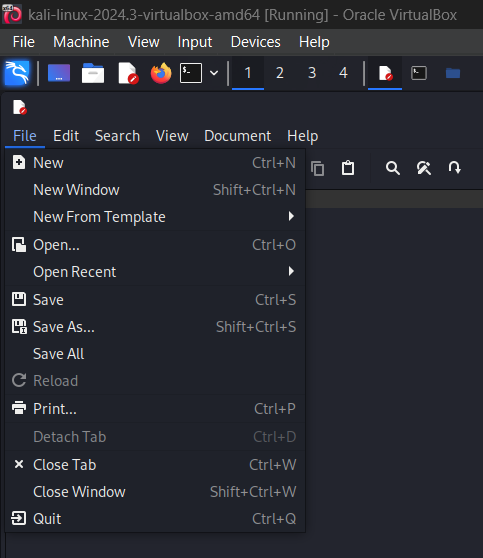 kali-linux-2024.3-virtualbox-amd64 [Running] - Oracle VirtualBox
File Machine View Input Devices Help
1 2 3 4
File Edit Search View Document Help
New Ctrl+N
New Window Shift+Ctrl+N
New From Template
Open... Ctrl+O
Open Recent
Save Ctrl+S
Save As... Shift+Ctrl+S
Save All
Reload
Print... Ctrl+P
Detach Tab Ctrl+D
Close Tab Ctrl+W
Close Window Shift+Ctrl+W
Quit Ctrl+Q